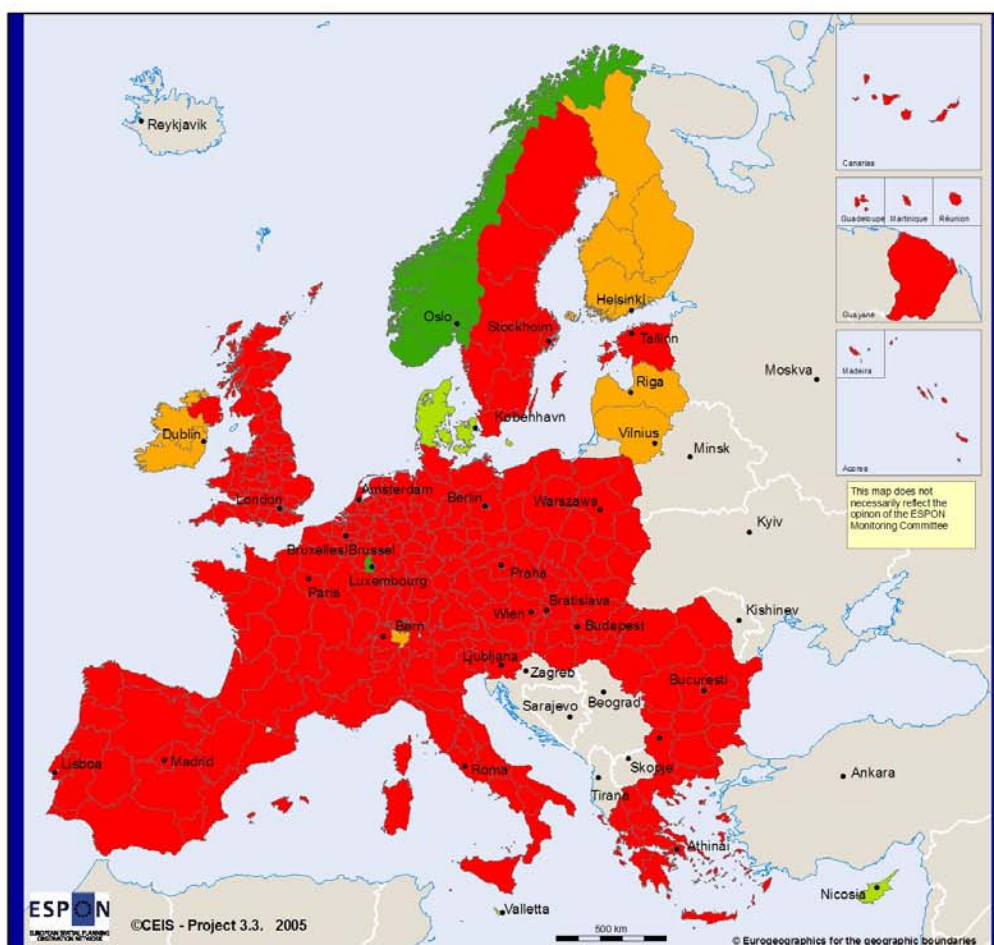 Reykjavik
Canarias
Guadeloupe Martinique Réunion
Guayane
Oslo
Stockholm
Helsinki
Tallinn
Madeira
Riga
Moskva
København
Dublin
Vilnius
Minsk
Acores
This map does not
necessarily reflect the
opinon of the ESPON
Monitoring Committee
London
Amsterdam
Berlin
Warszawa
Kyiv
Bruxelles/Brussel
Luxembourg
Praha
Paris
Wien
Bratislava
Kishinev
Bern
Budapest
Ljubljana
Zagreb
Bucuresti
Sarajevo
Beograd
Lisboa
Madrid
Roma
Skopje
Ankara
Tirana
Athinai
Nicosia
Valletta
ESPON
EUROPEAN SPATIAL PLANNING
OBSERVATION NETWORK
©CEIS - Project 3.3. 2005
500 km
© Eurogeographics for the geographic boundaries